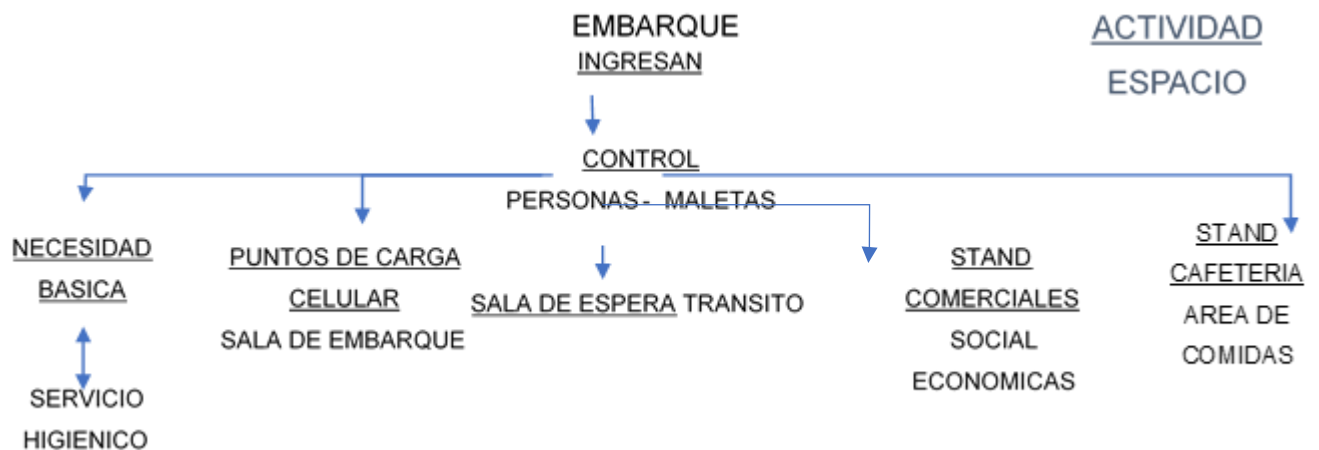 EMBARQUE
INGRESAN
ACTIVIDAD
ESPACIO
CONTROL
PERSONAS - MALETAS
NECESIDAD
BASICA
SERVICIO
HIGIENICO
PUNTOS DE CARGA
CELULAR
SALA DE EMBARQUE
SALA DE ESPERA TRANSITO
STAND
COMERCIALES
SOCIAL
ECONOMICAS
STAND
CAFETERIA
AREA DE
COMIDAS